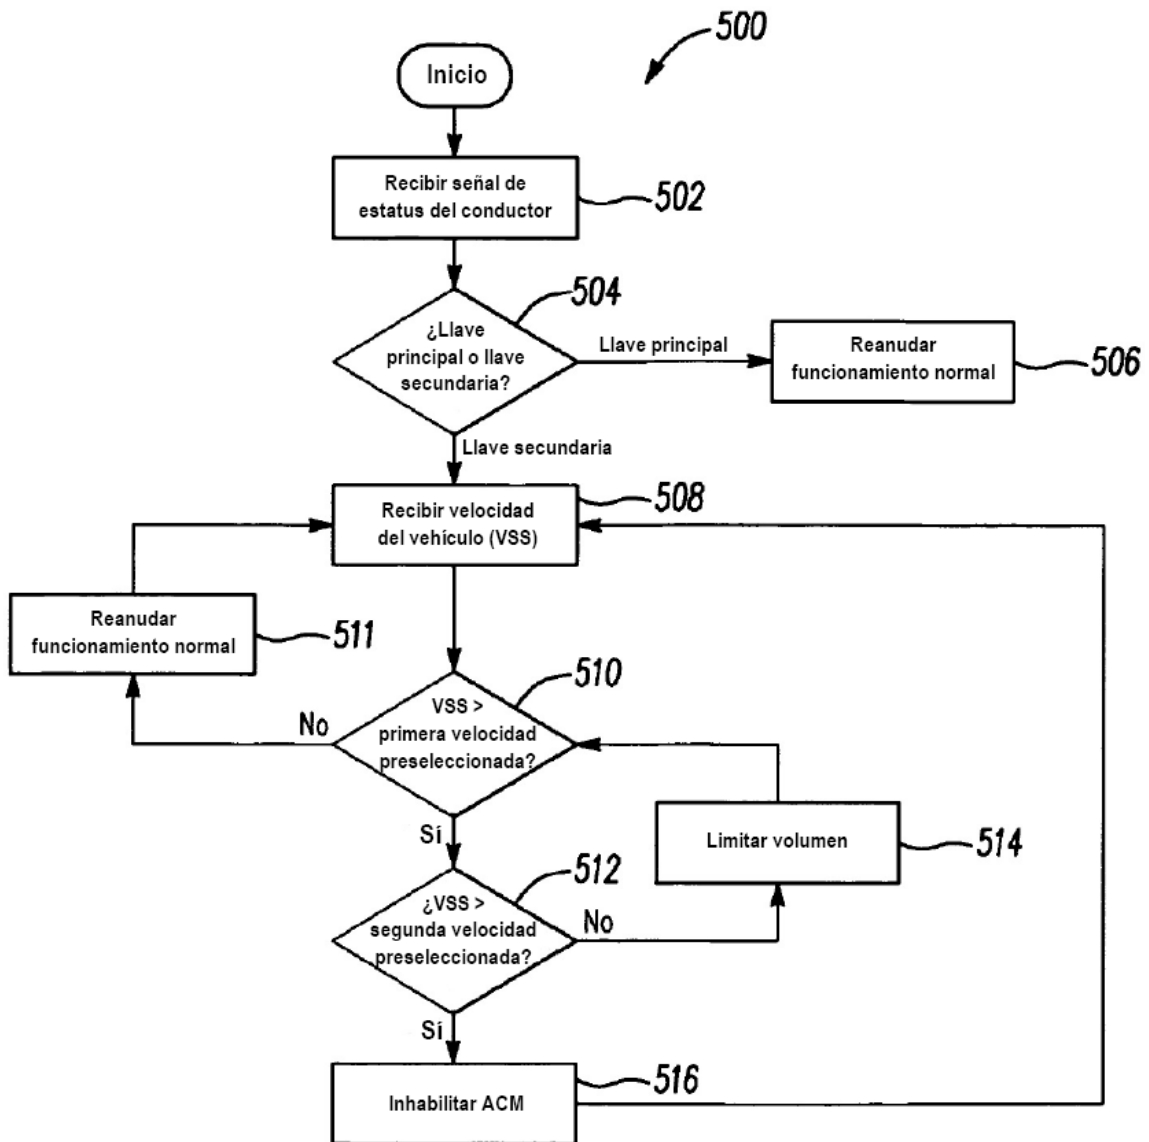 500
Inicio
Recibir señal de
estatus del conductor
502
504
¿Llave
principal o llave
secundaria?
Llave principal
Reanudar
funcionamiento normal
506
Llave secundaria
508
Recibir velocidad
del vehículo (VSS)
Reanudar
funcionamiento normal
511
510
VSS >
primera velocidad
preseleccionada?
No
Sí
Limitar volumen
514
512
¿VSS >
segunda velocidad
preseleccionada?
No
Sí
516
Inhabilitar ACM